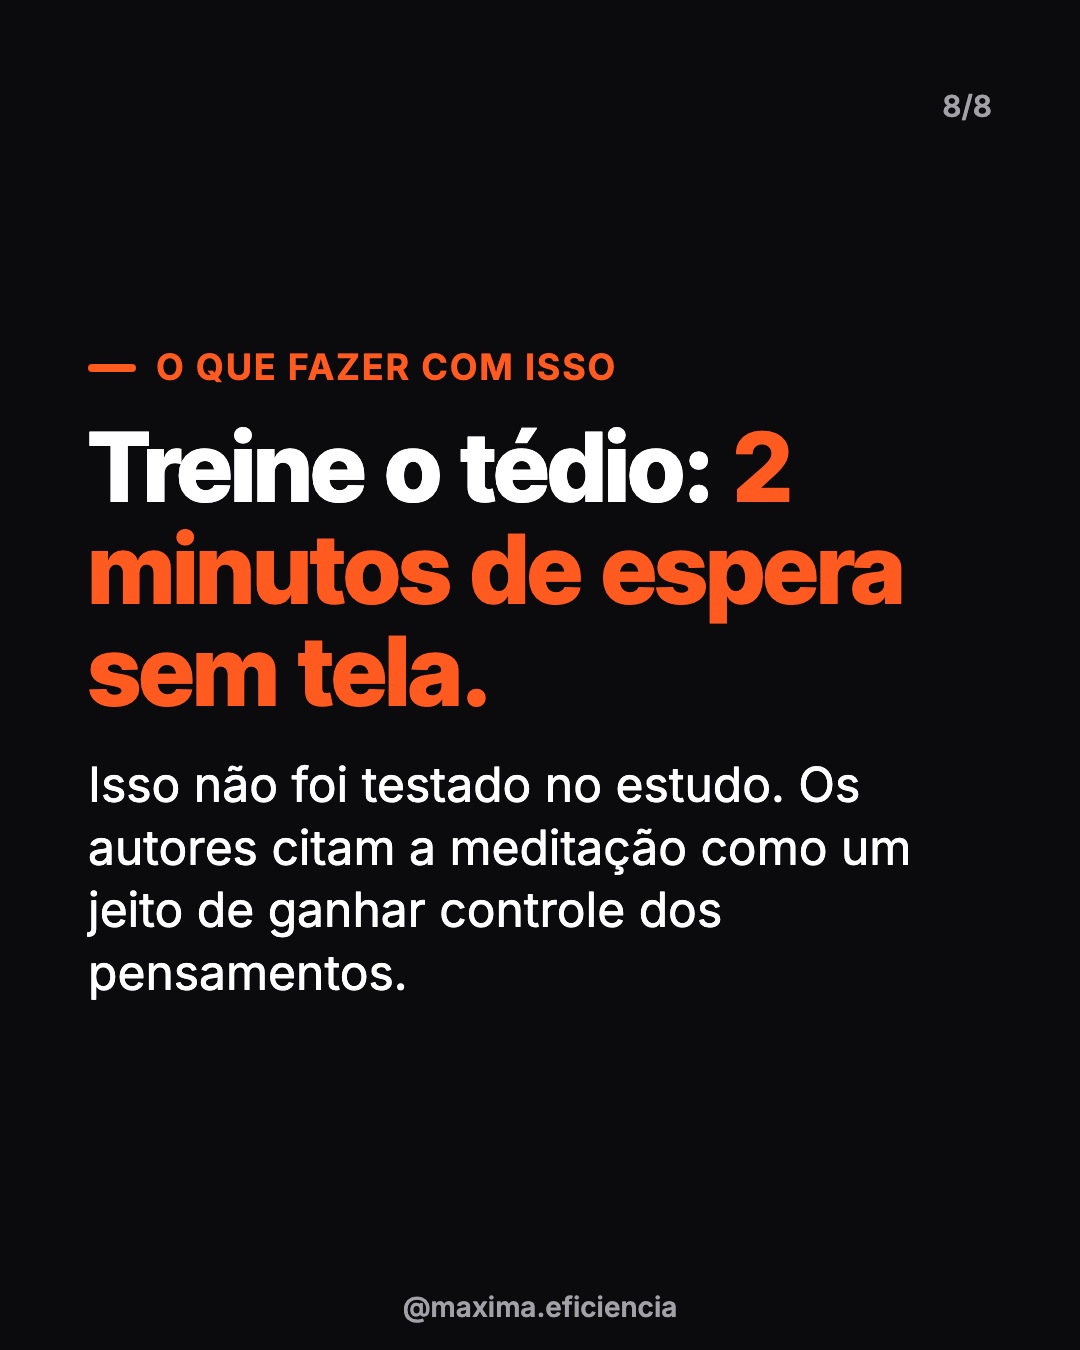 8/8
O QUE FAZER COM ISSO
Treine o tédio: 2
minutos de espera
sem tela.
Isso não foi testado no estudo. Os
autores citam a meditação como um
jeito de ganhar controle dos
pensamentos.
@maxima.eficiencia